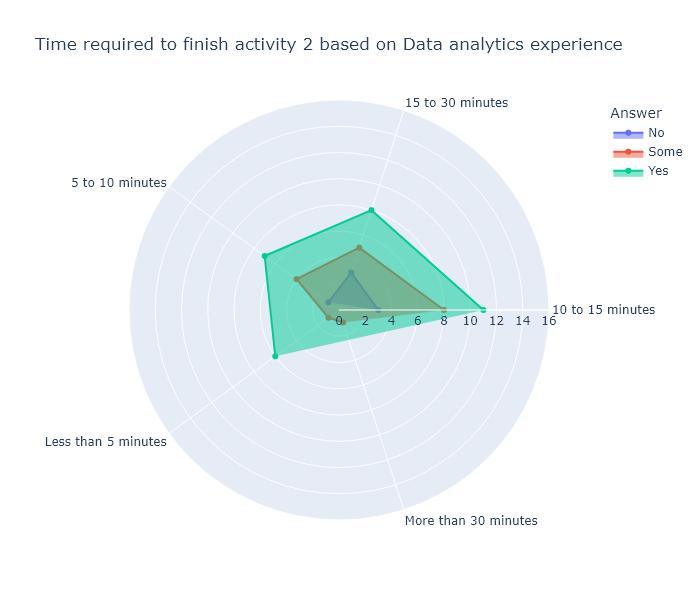 Time required to finish activity 2 based on Data analytics experience
15 to 30 minutes
Answer
No
Some
Yes
5 to 10 minutes
10 to 15 minutes
0 2 4 6 8 10 12 14 16
Less than 5 minutes
More than 30 minutes